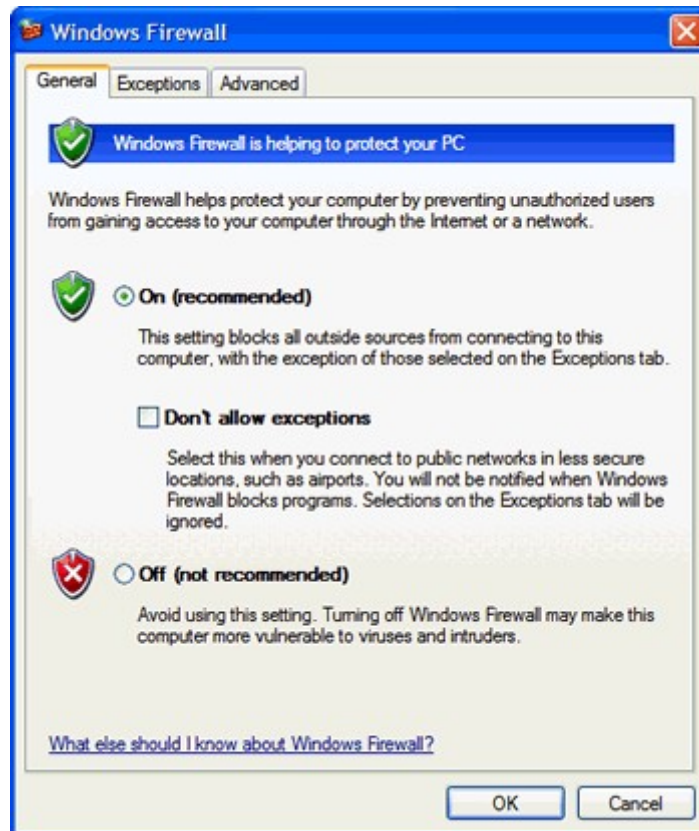 Windows Firewall
General Exceptions Advanced
Windows Firewall is helping to protect your PC
Windows Firewall helps protect your computer by preventing unauthorized users
from gaining access to your computer through the Internet or a network.
On (recommended)
This setting blocks all outside sources from connecting to this
computer, with the exception of those selected on the Exceptions tab.
Don't allow exceptions
Select this when you connect to public networks in less secure
locations, such as airports. You will not be notified when Windows
Firewall blocks programs. Selections on the Exceptions tab will be
ignored.
Off (not recommended)
Avoid using this setting. Turning off Windows Firewall may make this
computer more vulnerable to viruses and intruders.
What else should I know about Windows Firewall?
OK Cancel